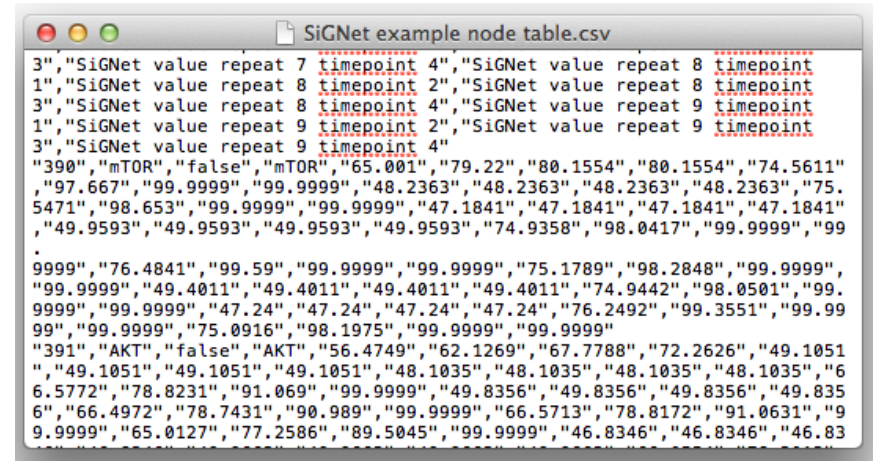 SiGNet example node table.csv
3","SiGNet value repeat 7 timepoint 4","SiGNet value repeat 8 timepoint
1","SiGNet value repeat 8 timepoint 2","SiGNet value repeat 8 timepoint
3","SiGNet value repeat 8 timepoint 4","SiGNet value repeat 9 timepoint
1","SiGNet value repeat 9 timepoint 2","SiGNet value repeat 9 timepoint
3","SiGNet value repeat 9 timepoint 4"
"390","mTOR","false","mTOR","65.001","79.22","80.1554","80.1554","74.5611"
,"97.667","99.9999","99.9999","48.2363","48.2363","48.2363","48.2363","75.
5471","98.653","99.9999","99.9999","47.1841","47.1841","47.1841","47.1841"
,"49.9593","49.9593","49.9593","49.9593","74.9358","98.0417","99.9999","99
.
9999","76.4841","99.59","99.9999","99.9999","75.1789","98.2848","99.9999",
"99.9999","49.4011","49.4011","49.4011","49.4011","74.9442","98.0501","99.
9999","99.9999","47.24","47.24","47.24","47.24","76.2492","99.3551","99.99
99","99.9999","75.0916","98.1975","99.9999","99.9999"
"391","AKT","false","AKT","56.4749","62.1269","67.7788","72.2626","49.1051
","49.1051","49.1051","49.1051","48.1035","48.1035","48.1035","48.1035","6
6.5772","78.8231","91.069","99.9999","49.8356","49.8356","49.8356","49.835
6","66.4972","78.7431","90.989","99.9999","66.5713","78.8172","91.0631","9
9.9999","65.0127","77.2586","89.5045","99.9999","46.8346","46.8346","46.83